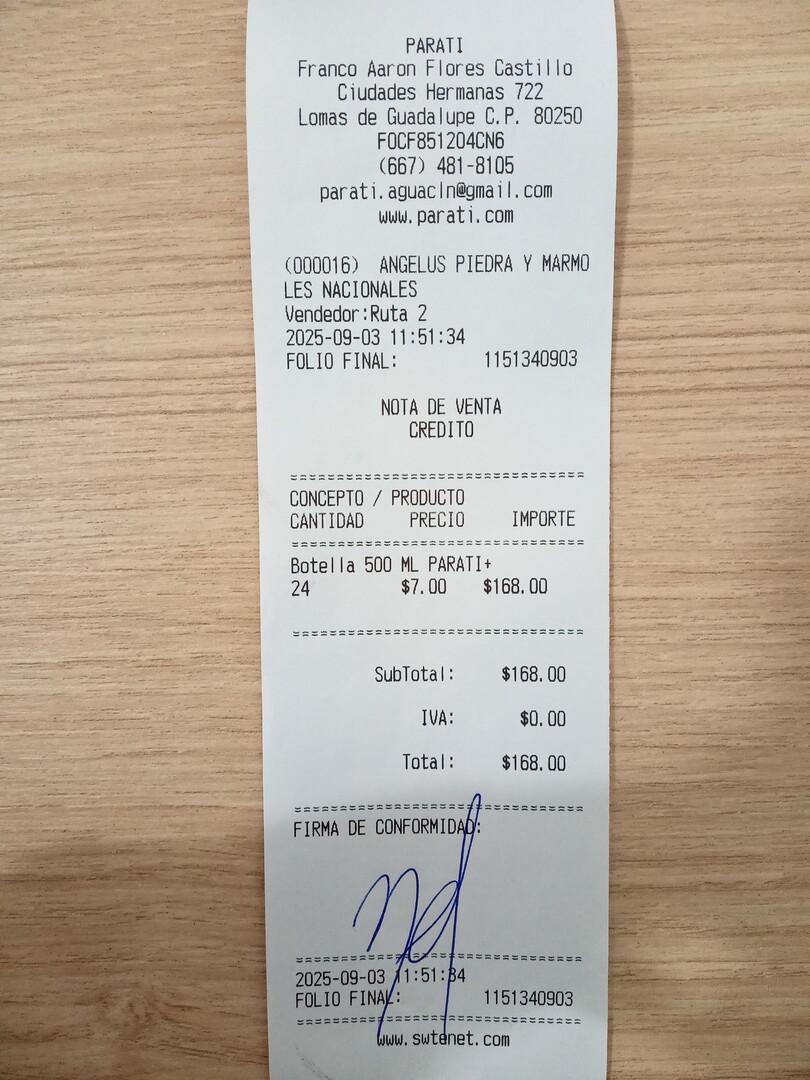 PARATI
Franco Aaron Flores Castillo
Ciudades Hermanas 722
Lomas de Guadalupe C.P. 80250
FOCF851204CN6
(667) 481-8105
parati.aguacln@gmail.com
www.parati.com
(000016) ANGELUS PIEDRA Y MARMO
LES NACIONALES
Vendedor:Ruta 2
2025-09-03 11:51:34
FOLIO FINAL: 1151340903
NOTA DE VENTA
CREDITO
================================
CONCEPTO / PRODUCTO
CANTIDAD PRECIO IMPORTE
================================
Botella 500 ML PARATI+
24 $7.00 $168.00
================================
SubTotal: $168.00
IVA: $0.00
Total: $168.00
================================
FIRMA DE CONFORMIDAD:
================================
2025-09-03 11:51:34
FOLIO FINAL: 1151340903
================================
www.swtenet.com